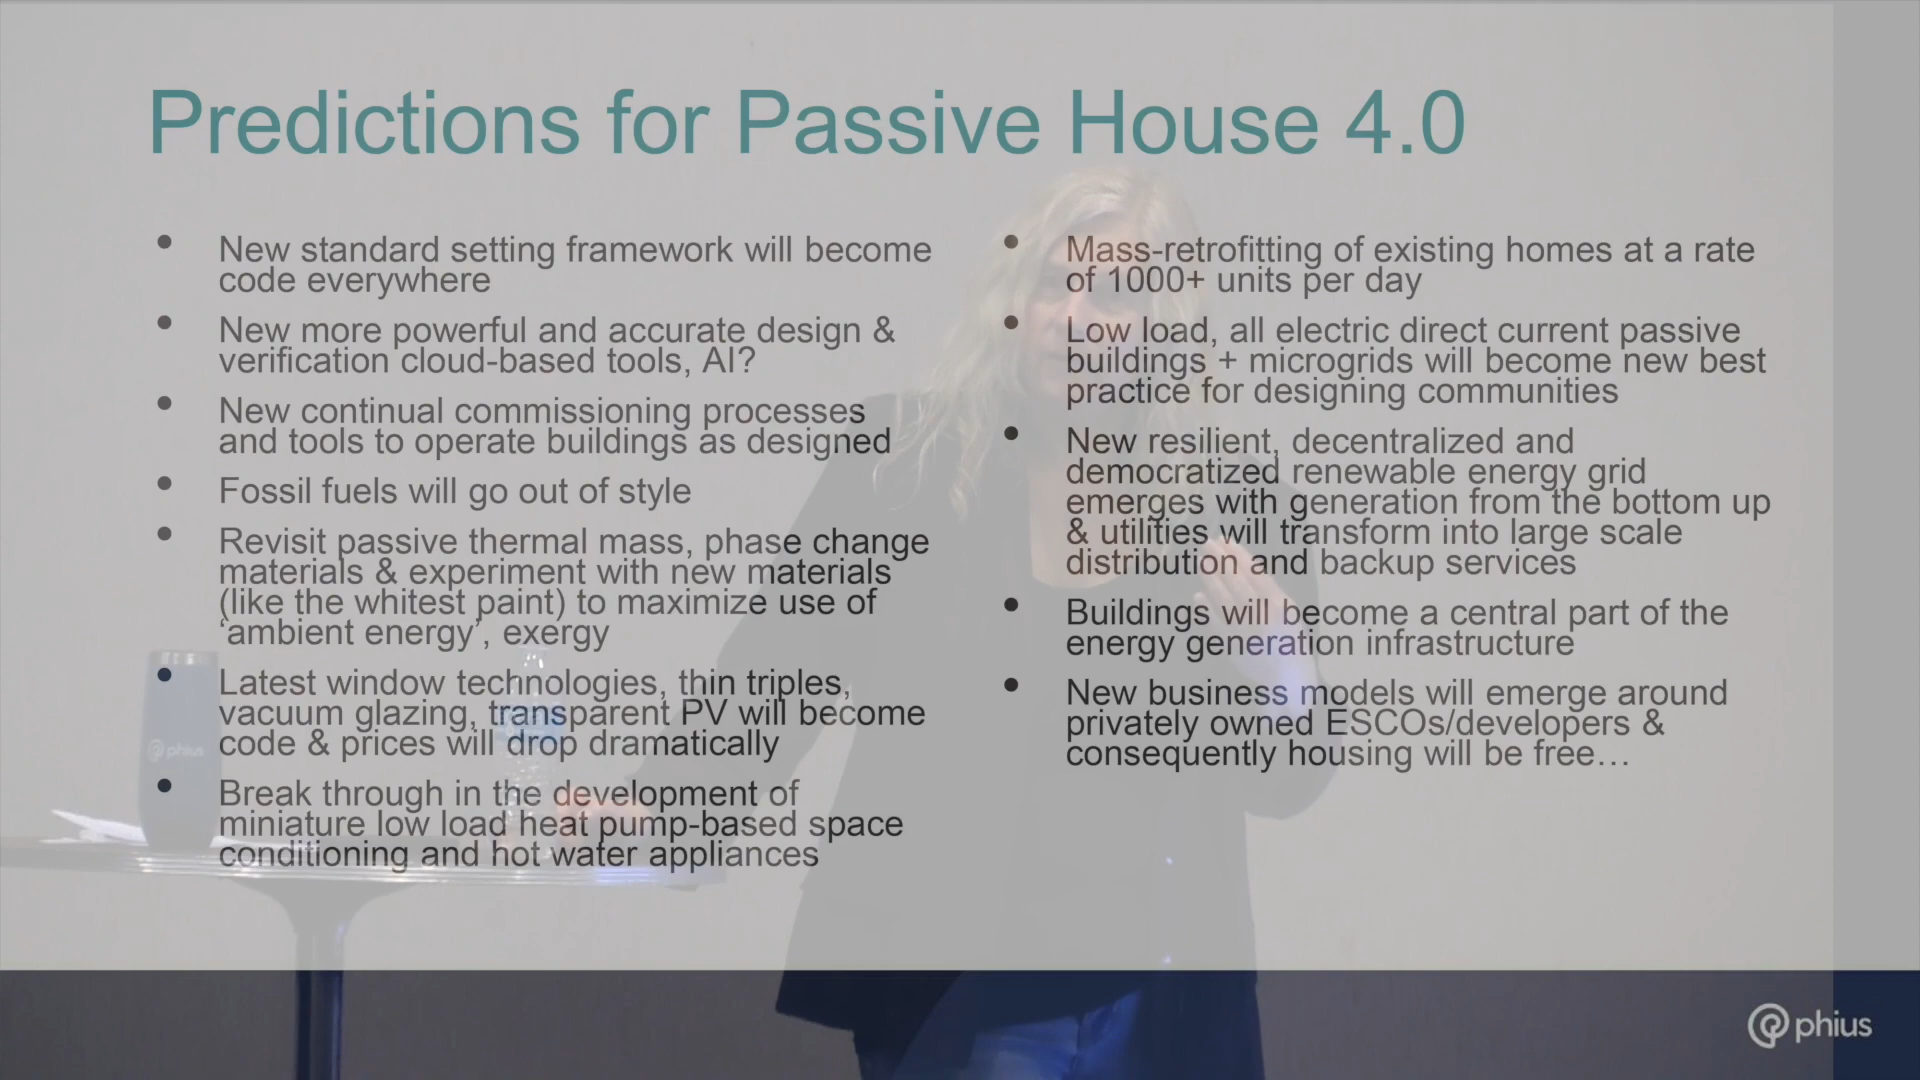 Predictions for Passive House 4.0
• New standard setting framework will become
code everywhere
• New more powerful and accurate design &
verification cloud-based tools, AI?
• New continual commissioning processes
and tools to operate buildings as designed
• Fossil fuels will go out of style
• Revisit passive thermal mass, phase change
materials & experiment with new materials
(like the whitest paint) to maximize use of
‘ambient energy’, exergy
• Latest window technologies, thin triples,
vacuum glazing, transparent PV will become
code & prices will drop dramatically
• Break through in the development of
miniature low load heat pump-based space
conditioning and hot water appliances
• Mass-retrofitting of existing homes at a rate
of 1000+ units per day
• Low load, all electric direct current passive
buildings + microgrids will become new best
practice for designing communities
• New resilient, decentralized and
democratized renewable energy grid
emerges with generation from the bottom up
& utilities will transform into large scale
distribution and backup services
• Buildings will become a central part of the
energy generation infrastructure
• New business models will emerge around
privately owned ESCOs/developers &
consequently housing will be free…
phius
phius